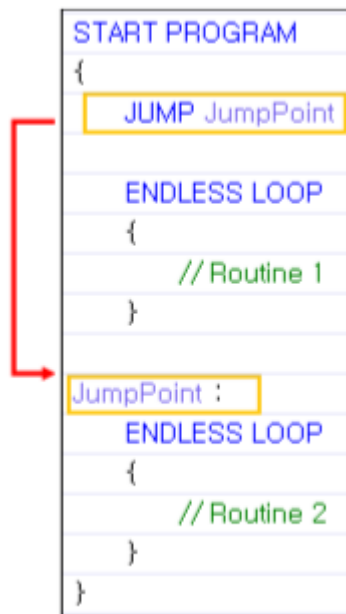 START PROGRAM
{
JUMP JumpPoint
ENDLESS LOOP
{
// Routine 1
}
JumpPoint :
ENDLESS LOOP
{
// Routine 2
}
}